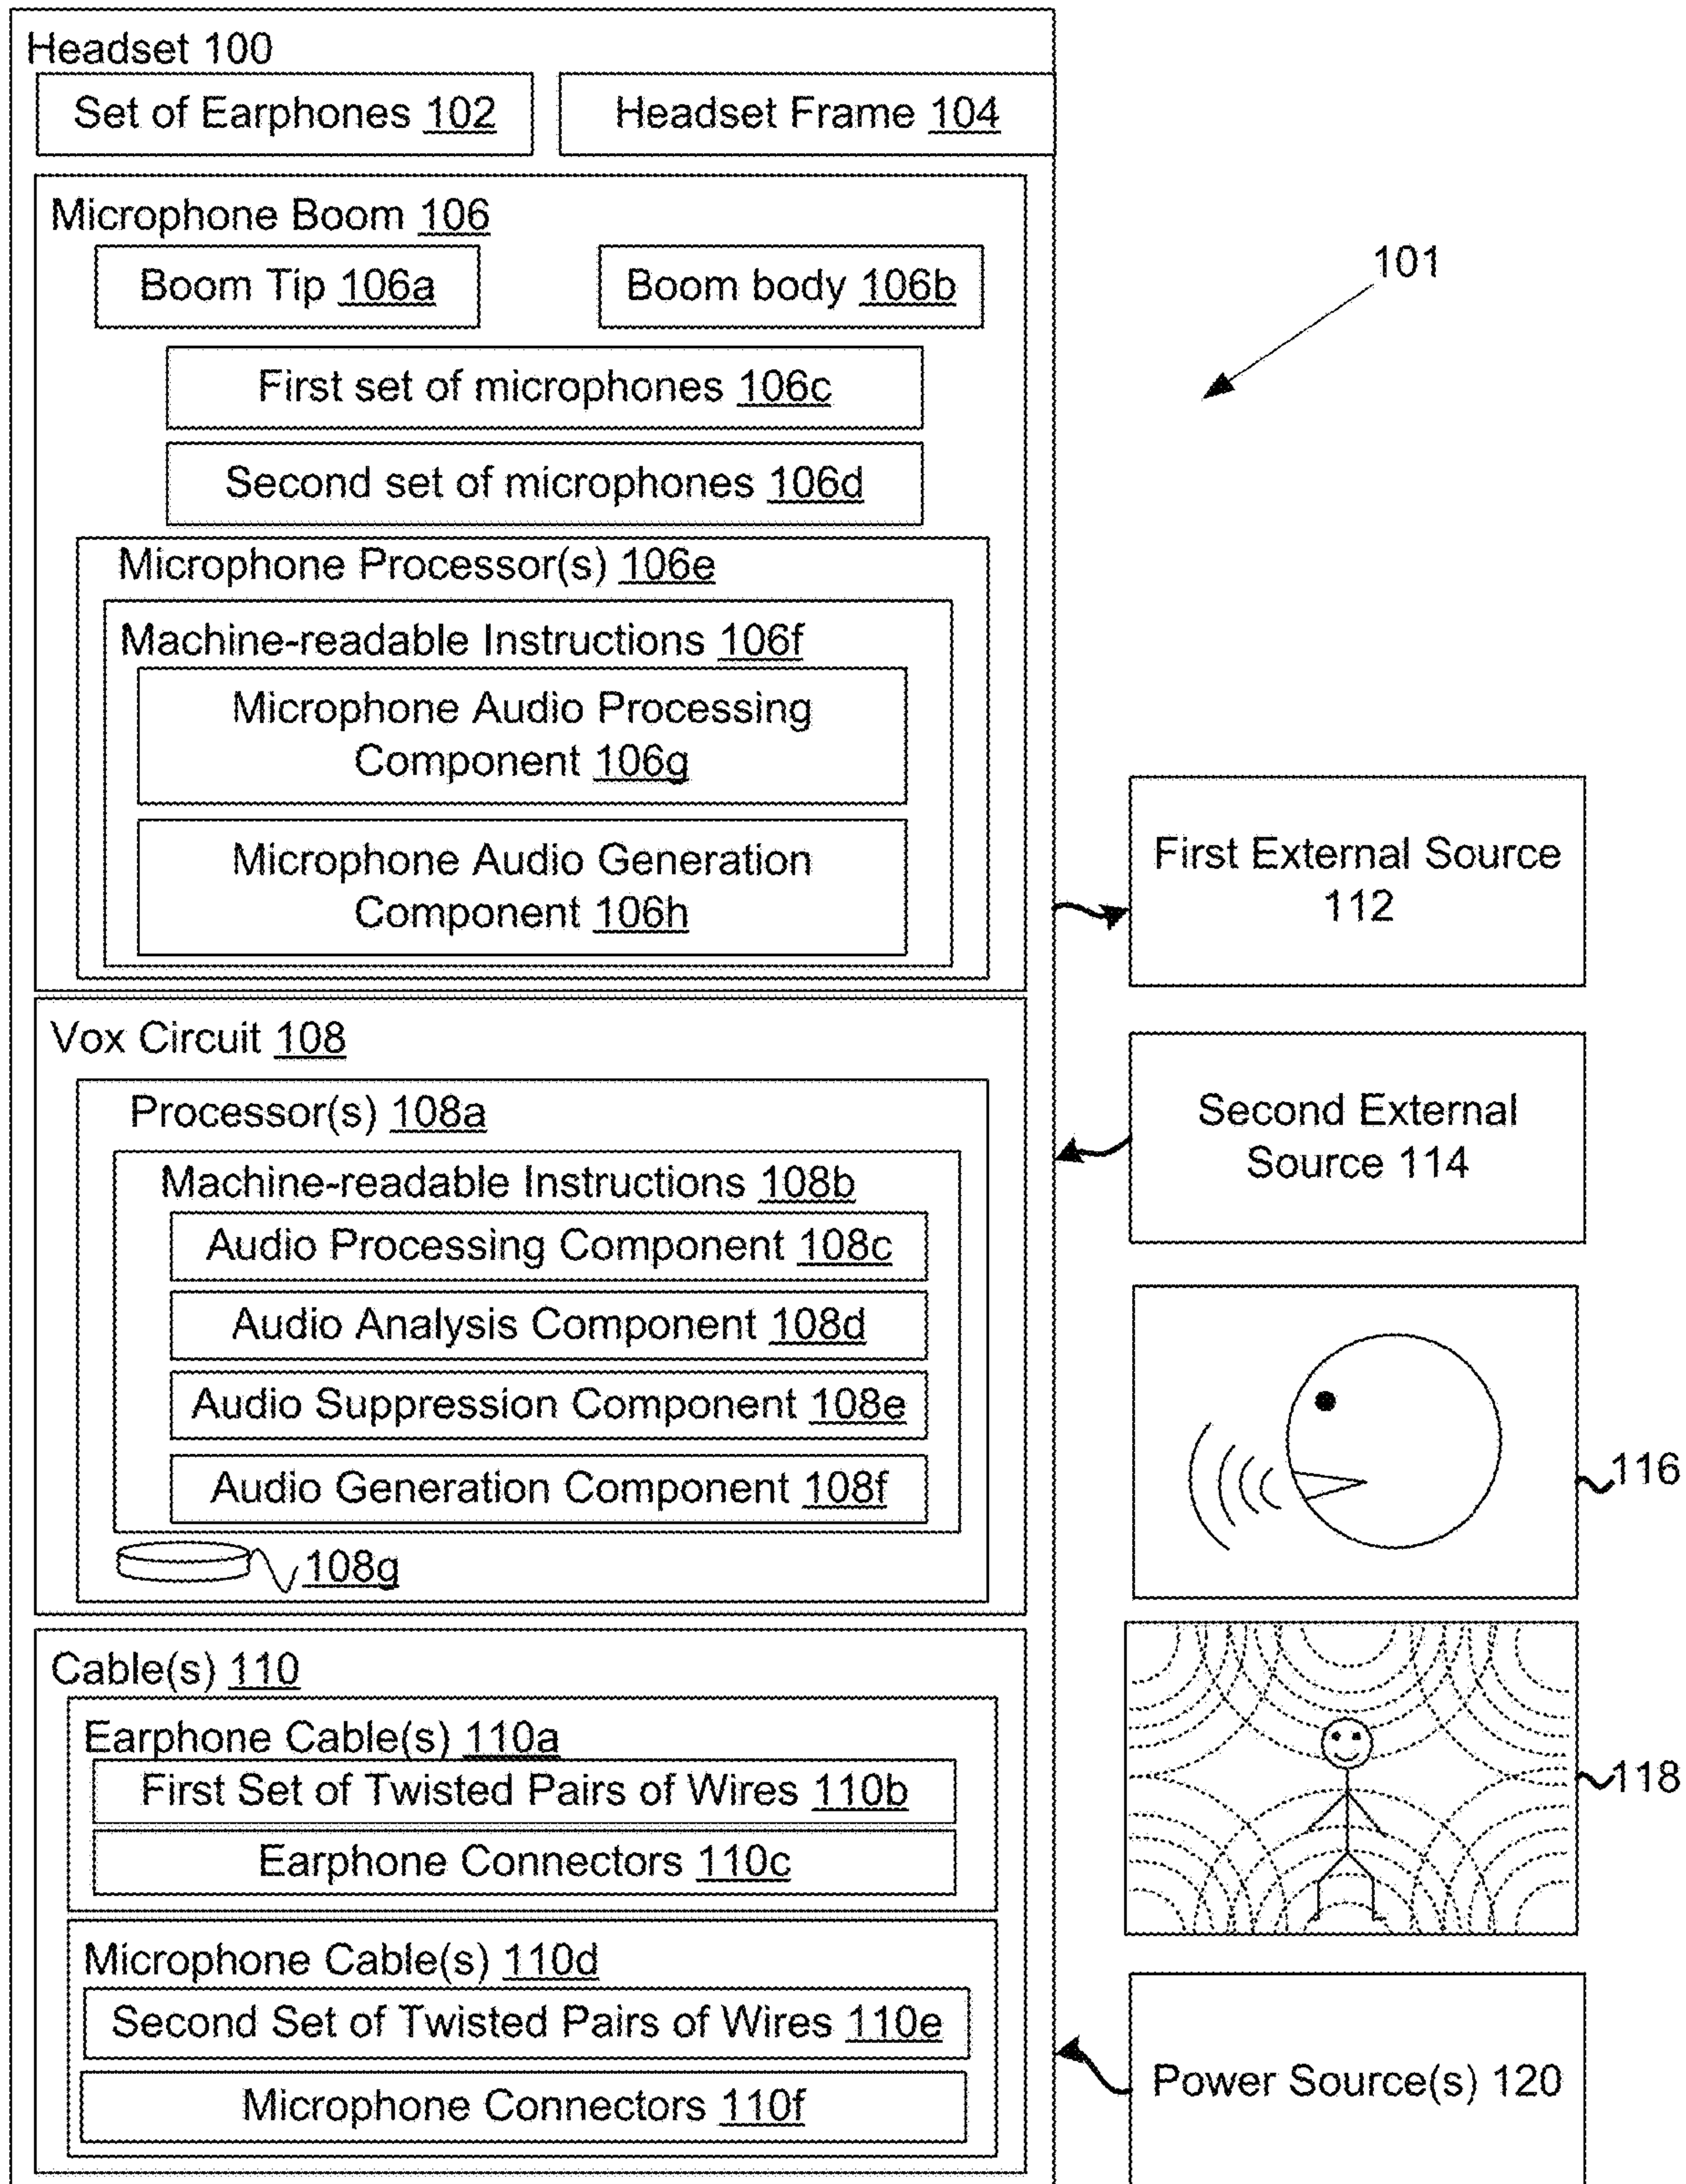 Headset 100
Set of Earphones 102
Headset Frame 104
Microphone Boom 106
Boom Tip 106a
Boom body 106b
First set of microphones 106c
Second set of microphones 106d
Microphone Processor(s) 106e
Machine-readable Instructions 106f
Microphone Audio Processing
Component 106g
Microphone Audio Generation
Component 106h
Vox Circuit 108
Processor(s) 108a
Machine-readable Instructions 108b
Audio Processing Component 108c
Audio Analysis Component 108d
Audio Suppression Component 108e
Audio Generation Component 108f
108g
Cable(s) 110
Earphone Cable(s) 110a
First Set of Twisted Pairs of Wires 110b
Earphone Connectors 110c
Microphone Cable(s) 110d
Second Set of Twisted Pairs of Wires 110e
Microphone Connectors 110f
101
First External Source
112
Second External
Source 114
116
118
Power Source(s) 120